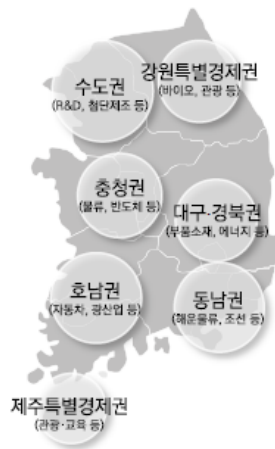 수도권
(R&D, 첨단제조 등)
강원특별경제권
(바이오, 관광 등)
충청권
(물류, 반도체 등)
대구·경북권
(부품소재, 에너지 등)
호남권
(자동차, 광산업 등)
동남권
(해운물류, 조선 등)
제주특별경제권
(관광·교육 등)